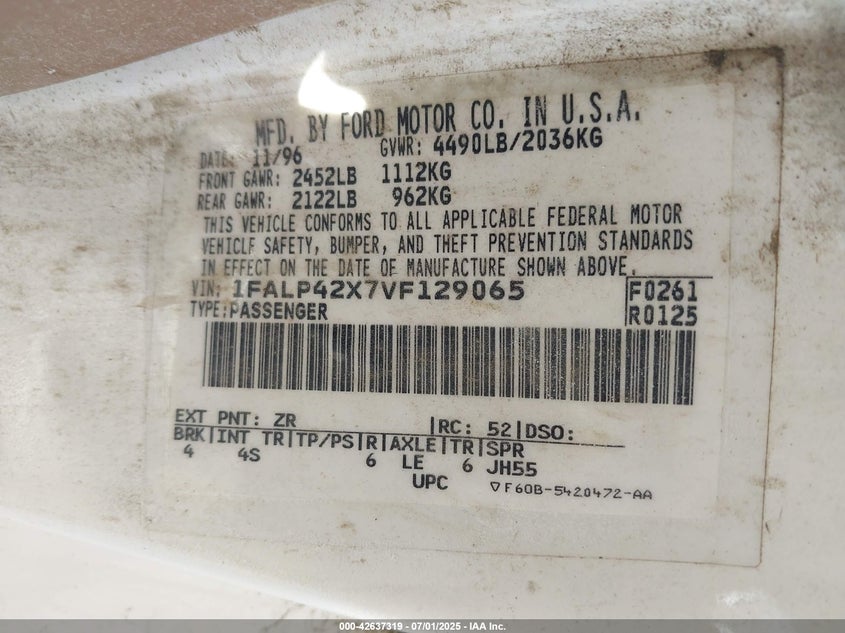 MFD. BY FORD MOTOR CO. IN U.S.A.
DATE: 11/96 GVWR: 4490LB/2036KG
FRONT GAWR: 2452LB 1112KG
REAR GAWR: 2122LB 962KG
THIS VEHICLE CONFORMS TO ALL APPLICABLE FEDERAL MOTOR
VEHICLE SAFETY, BUMPER, AND THEFT PREVENTION STANDARDS
IN EFFECT ON THE DATE OF MANUFACTURE SHOWN ABOVE.
VIN: 1FALP42X7VF129065 F0261
TYPE: PASSENGER R0125
EXT PNT: ZR |RC: 52|DSO:
BRK|INT TR|TP/PS|R|AXLE|TR|SPR
4 4S 6 LE 6 JH55
UPC ▽F60B-5420472-AA
000-42637319 / 07/01/2025 - IAA Inc.